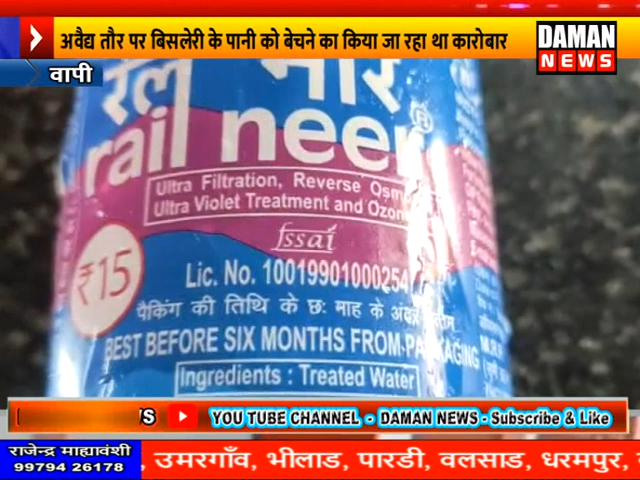 अवैद्य तौर पर बिसलेरी के पानी को बेचने का किया जा रहा था कारोबार
DAMAN
NEWS
वापी
रेल नीर
rail neer®
Ultra Filtration, Reverse
Ultra Violet Treatment and
fssai
₹15
Lic. No. 10019901000254
पैकिंग की तिथि के छः माह के अंदर
BEST BEFORE SIX MONTHS FROM PACKAGING
Ingredients : Treated Water
S YOU TUBE CHANNEL - DAMAN NEWS - Subscribe & Like
राजेन्द्र माह्यावंशी
99794 26178
, उमरगाँव, भीलाड, पारडी, वलसाड, धरमपुर,